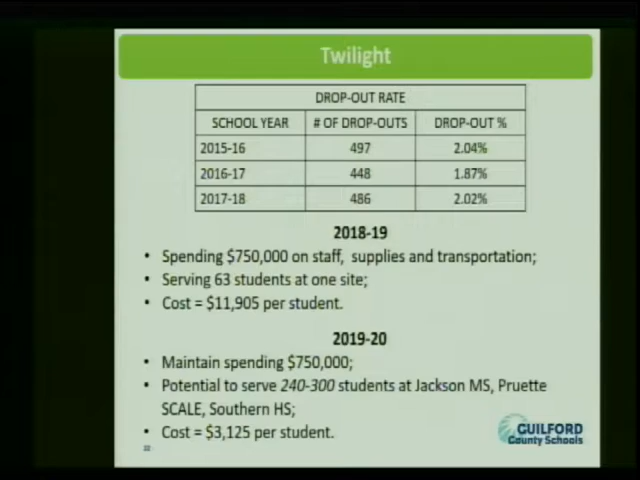 Twilight
DROP-OUT RATE
SCHOOL YEAR # OF DROP-OUTS DROP-OUT %
2015-16 497 2.04%
2016-17 448 1.87%
2017-18 486 2.02%
2018-19
• Spending $750,000 on staff, supplies and transportation;
• Serving 63 students at one site;
• Cost = $11,905 per student.
2019-20
• Maintain spending $750,000;
• Potential to serve 240-300 students at Jackson MS, Pruette
SCALE, Southern HS;
• Cost = $3,125 per student.
GUILFORD
County Schools